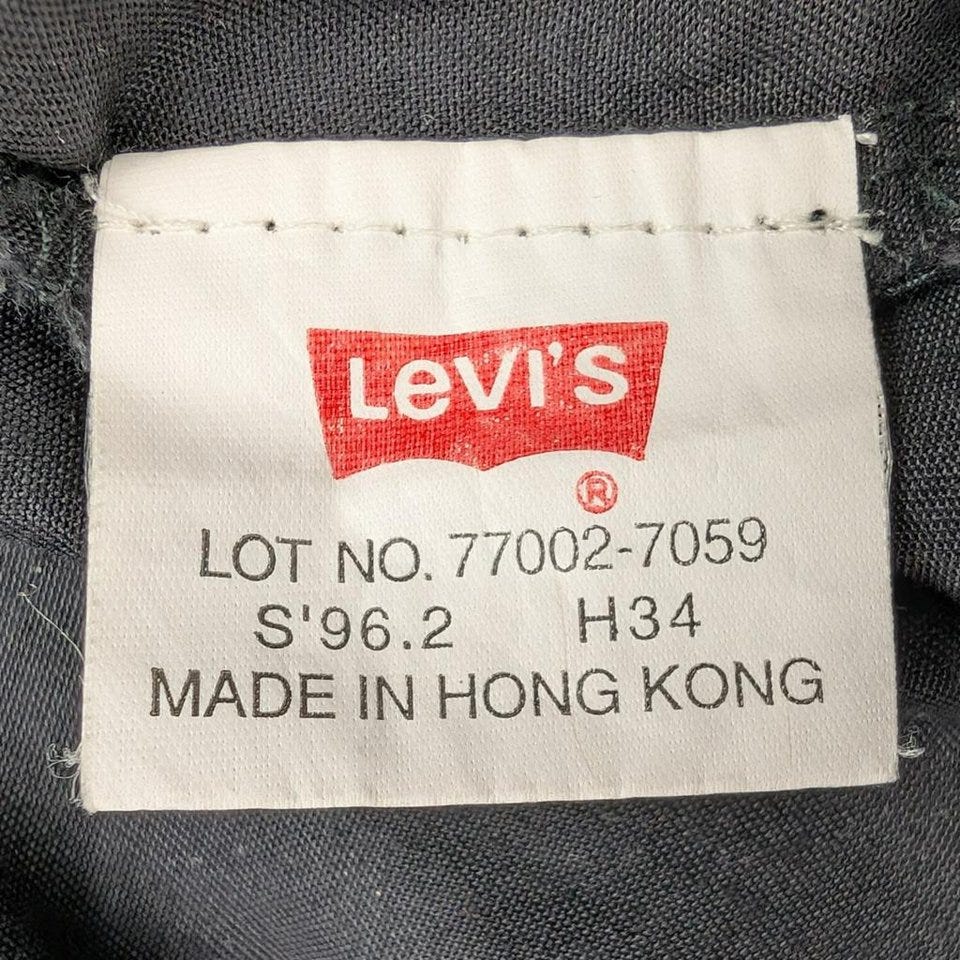 LeVI'S
®
LOT NO. 77002-7059
S'96.2 H34
MADE IN HONG KONG